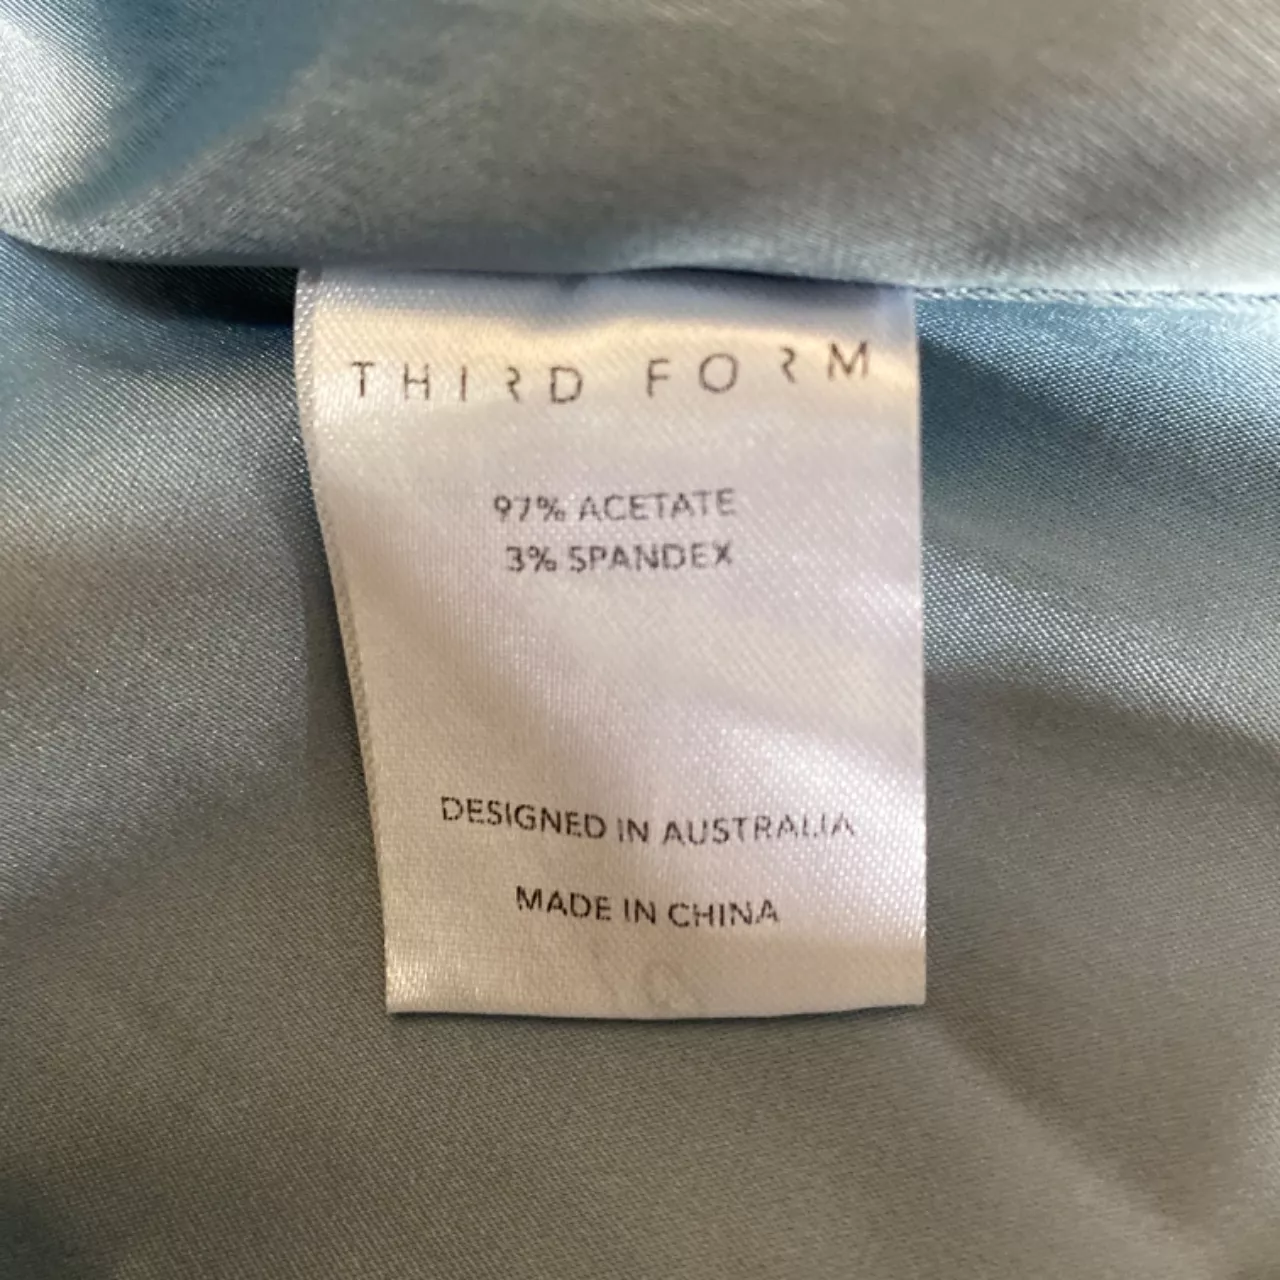 THIRD FORM
97% ACETATE
3% SPANDEX
DESIGNED IN AUSTRALIA
MADE IN CHINA